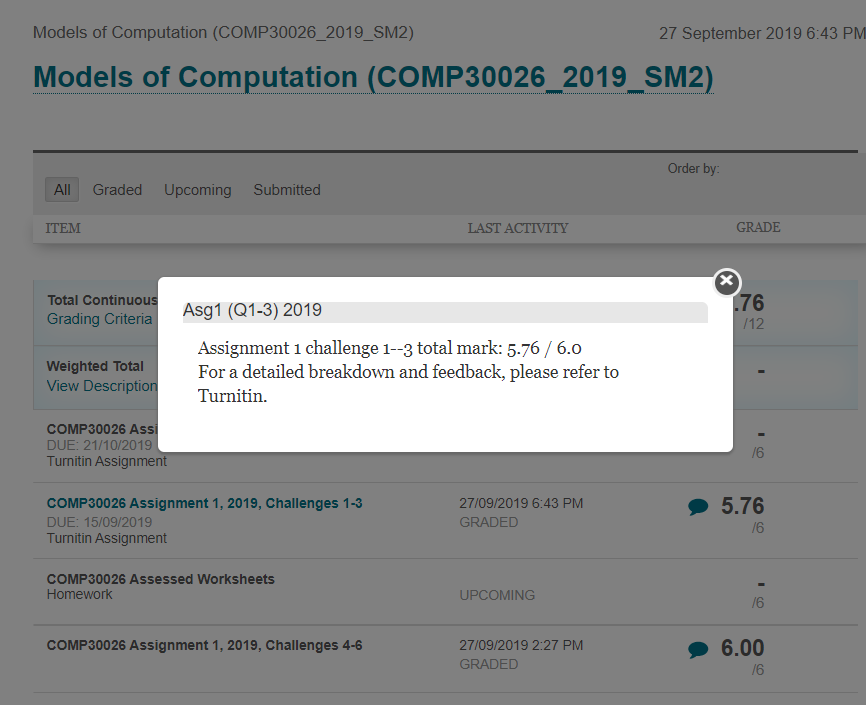 Models of Computation (COMP30026_2019_SM2)
27 September 2019 6:43 PM
Models of Computation (COMP30026_2019_SM2)
Order by:
All Graded Upcoming Submitted
ITEM LAST ACTIVITY GRADE
Asg1 (Q1-3) 2019
Assignment 1 challenge 1--3 total mark: 5.76 / 6.0
For a detailed breakdown and feedback, please refer to
Turnitin.
Total Continuous
.76
Grading Criteria
/12
Weighted Total
-
View Description
COMP30026 Assi
-
DUE: 21/10/2019
/6
Turnitin Assignment
COMP30026 Assignment 1, 2019, Challenges 1-3 27/09/2019 6:43 PM 5.76
DUE: 15/09/2019 GRADED /6
Turnitin Assignment
COMP30026 Assessed Worksheets -
Homework UPCOMING /6
COMP30026 Assignment 1, 2019, Challenges 4-6 27/09/2019 2:27 PM 6.00
GRADED /6